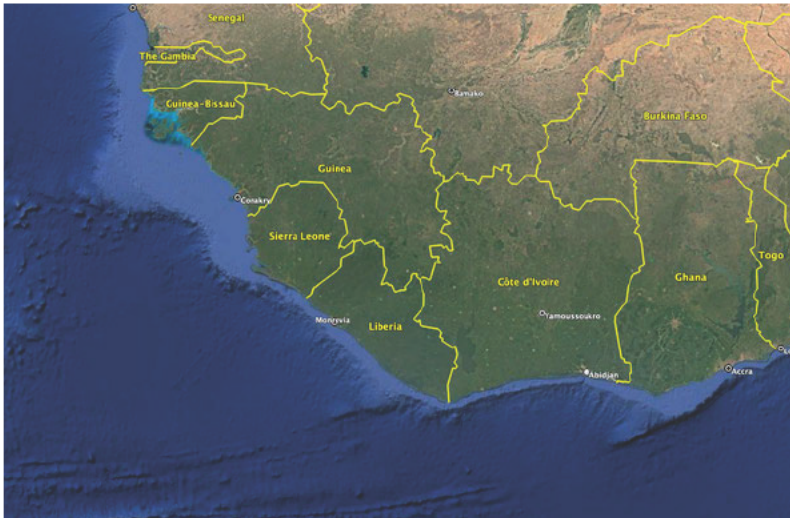 Senegal
The Gambia
Guinea-Bissau
Bamako
Burkina Faso
Guinea
Conakry
Sierra Leone
Togo
Côte d'Ivoire
Ghana
Yamoussoukro
Monrovia
Liberia
Abidjan
Accra